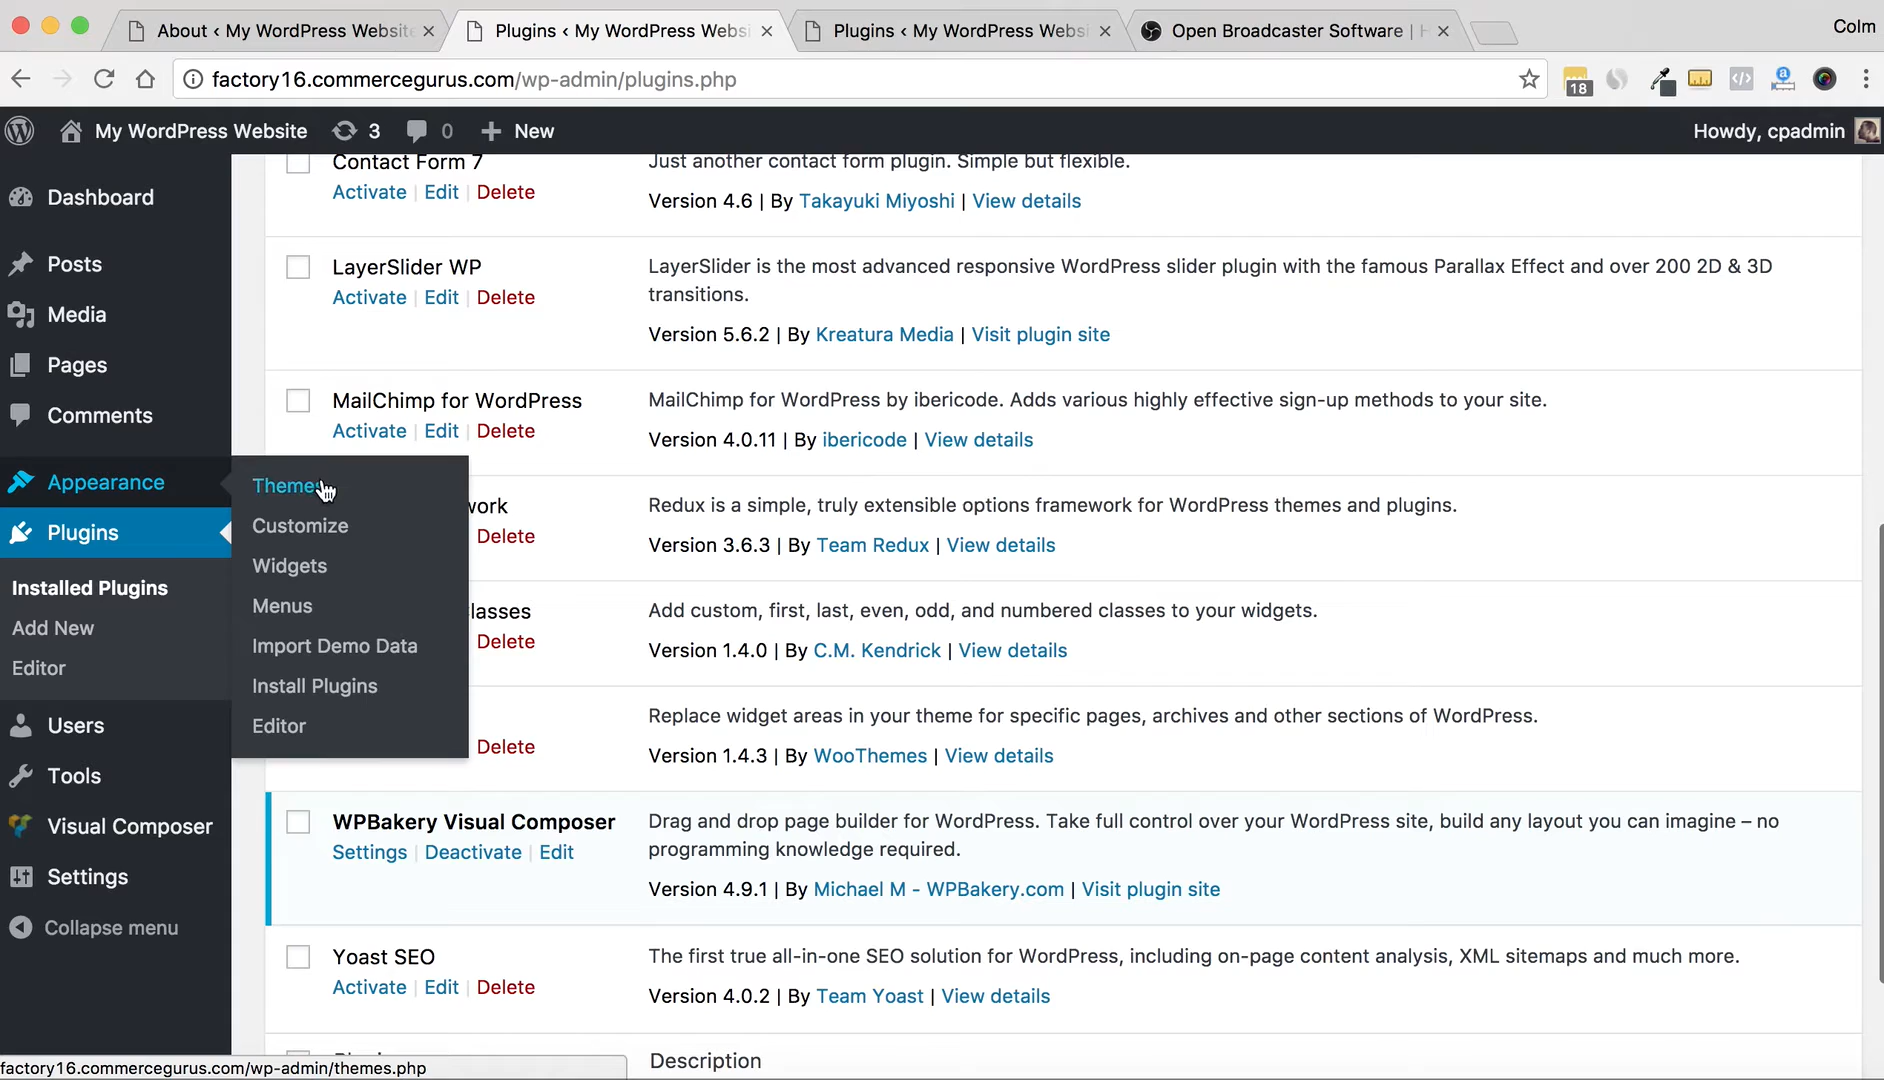 About ‹ My WordPress Website
Plugins ‹ My WordPress Websi
Plugins ‹ My WordPress Websi
Open Broadcaster Software |
Colm
factory16.commercegurus.com/wp-admin/plugins.php
18
My WordPress Website
3
0
New
Howdy, cpadmin
Dashboard
Posts
Media
Pages
Comments
Appearance
Plugins
Installed Plugins
Add New
Editor
Users
Tools
Visual Composer
Settings
Collapse menu
Themes
Customize
Widgets
Menus
Import Demo Data
Install Plugins
Editor
Contact Form 7
Activate | Edit | Delete
Just another contact form plugin. Simple but flexible.
Version 4.6 | By Takayuki Miyoshi | View details
LayerSlider WP
Activate | Edit | Delete
LayerSlider is the most advanced responsive WordPress slider plugin with the famous Parallax Effect and over 200 2D & 3D
transitions.
Version 5.6.2 | By Kreatura Media | Visit plugin site
MailChimp for WordPress
Activate | Edit | Delete
MailChimp for WordPress by ibericode. Adds various highly effective sign-up methods to your site.
Version 4.0.11 | By ibericode | View details
work
Delete
Redux is a simple, truly extensible options framework for WordPress themes and plugins.
Version 3.6.3 | By Team Redux | View details
lasses
Delete
Add custom, first, last, even, odd, and numbered classes to your widgets.
Version 1.4.0 | By C.M. Kendrick | View details
Delete
Replace widget areas in your theme for specific pages, archives and other sections of WordPress.
Version 1.4.3 | By WooThemes | View details
WPBakery Visual Composer
Settings | Deactivate | Edit
Drag and drop page builder for WordPress. Take full control over your WordPress site, build any layout you can imagine – no
programming knowledge required.
Version 4.9.1 | By Michael M - WPBakery.com | Visit plugin site
Yoast SEO
Activate | Edit | Delete
The first true all-in-one SEO solution for WordPress, including on-page content analysis, XML sitemaps and much more.
Version 4.0.2 | By Team Yoast | View details
Description
factory16.commercegurus.com/wp-admin/themes.php